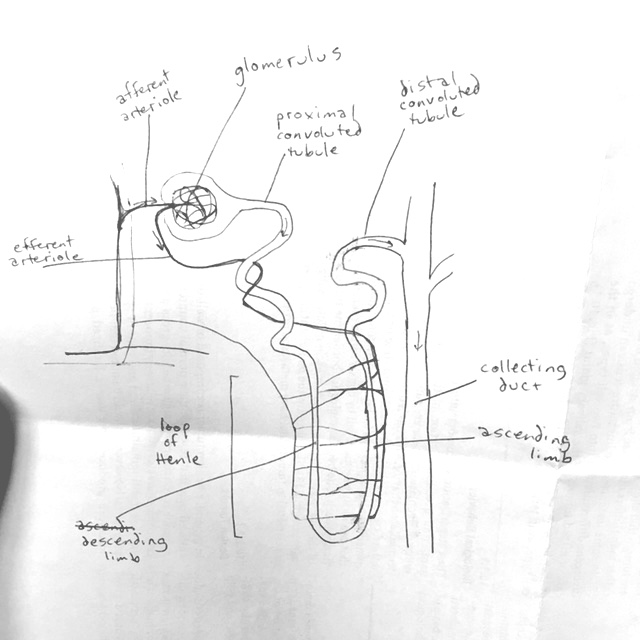 glomerulus
afferent
arteriole
proximal
convoluted
tubule
distal
convoluted
tubule
efferent
arteriole
collecting
duct
ascending
limb
loop
of
Henle
ascendi
descending
limb